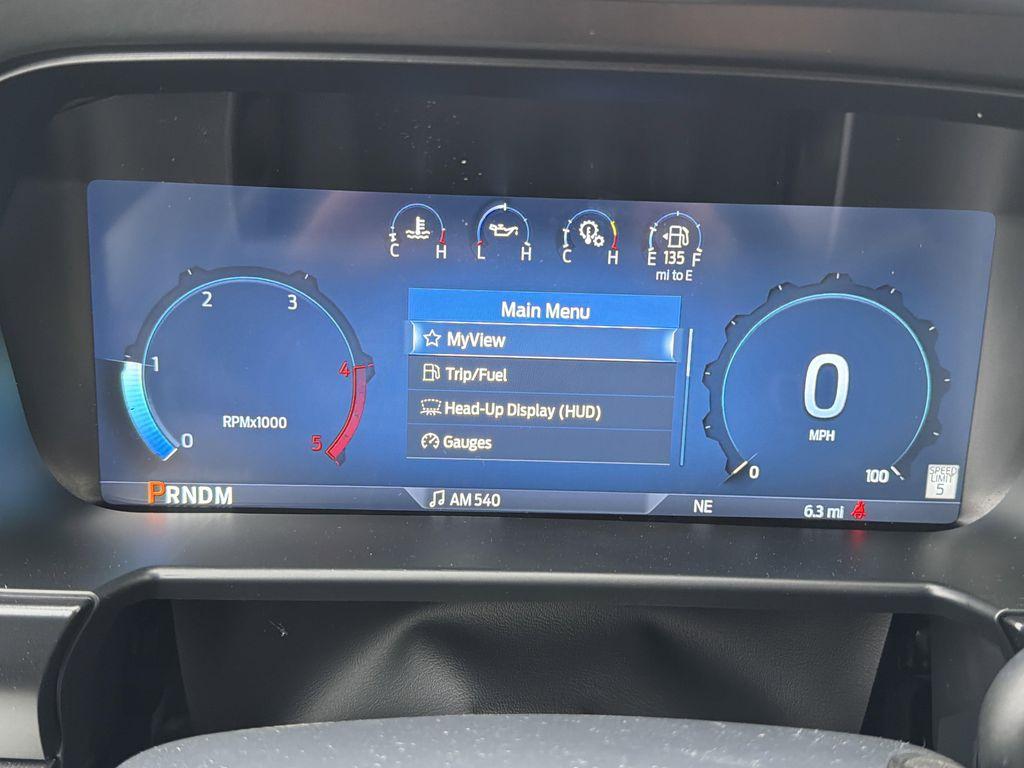 C H
L H
C H
E 135 F
mi to E
Main Menu
MyView
Trip/Fuel
Head-Up Display (HUD)
Gauges
0
1
2
3
4
5
RPMx1000
0
MPH
0
100
SPEED
LIMIT
5
PRNDM
AM 540
NE
6.3 mi